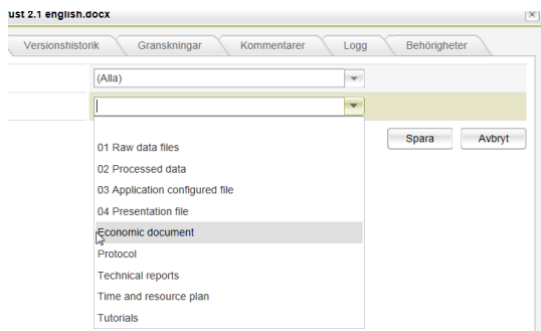 ust 2.1 english.docx
Versionshistorik Granskningar Kommentarer Logg Behörigheter
(Alla)
Spara Avbryt
01 Raw data files
02 Processed data
03 Application configured file
04 Presentation file
Economic document
Protocol
Technical reports
Time and resource plan
Tutorials